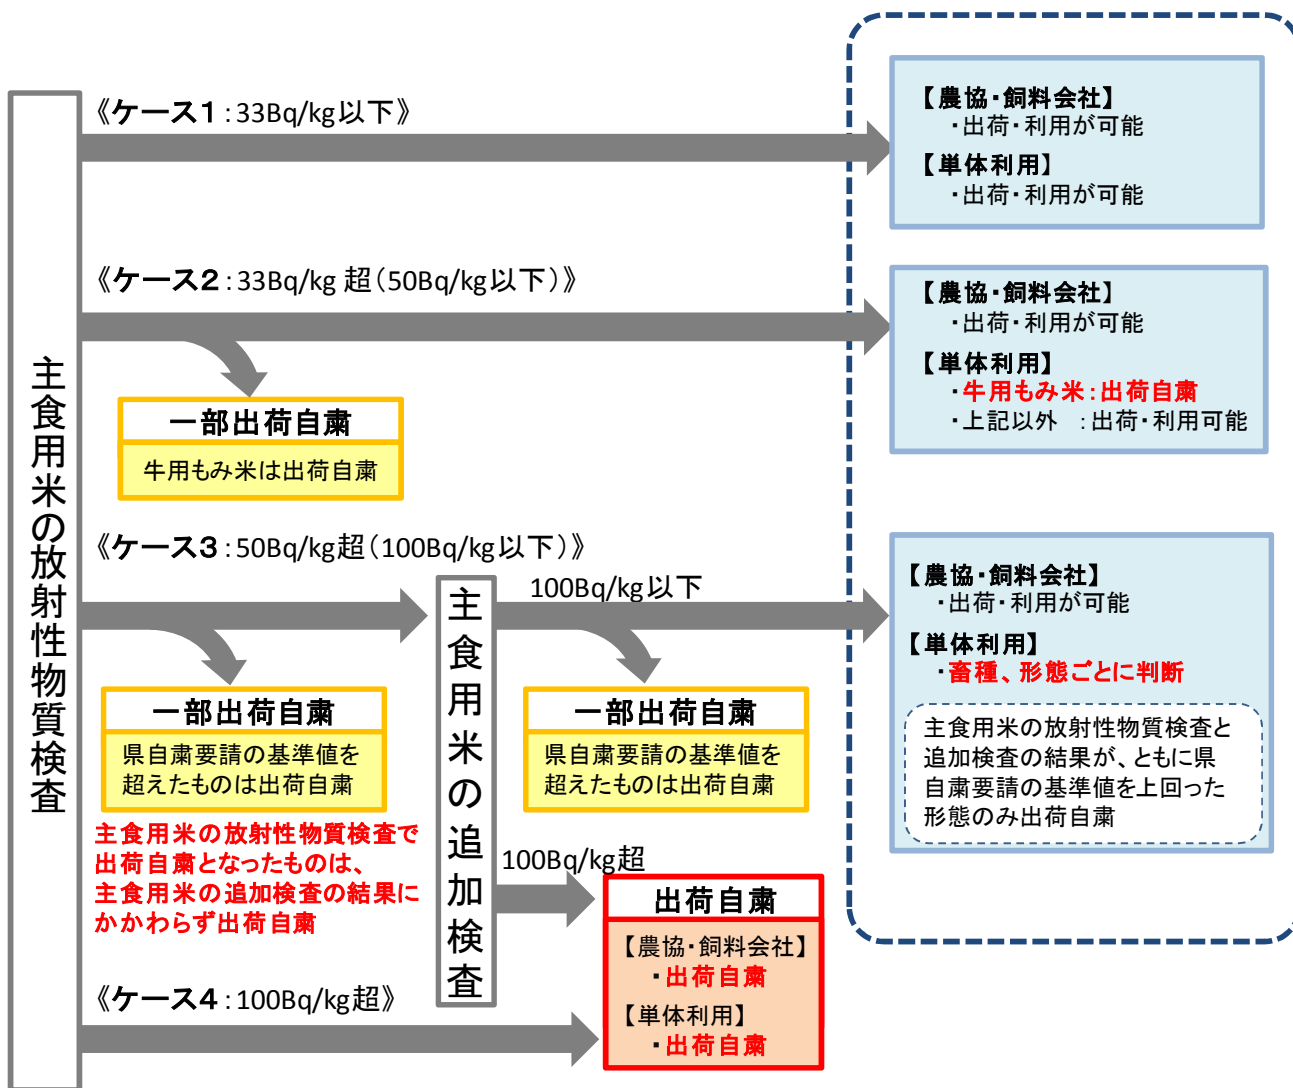 主食用米の放射性物質検査
《ケース1：33Bq/kg以下》
【農協・飼料会社】
・出荷・利用が可能
【単体利用】
・出荷・利用が可能
《ケース2：33Bq/kg 超（50Bq/kg以下）》
一部出荷自粛
牛用もみ米は出荷自粛
【農協・飼料会社】
・出荷・利用が可能
【単体利用】
・牛用もみ米：出荷自粛
・上記以外　：出荷・利用可能
《ケース3：50Bq/kg超（100Bq/kg以下）》
一部出荷自粛
県自粛要請の基準値を
超えたものは出荷自粛
主食用米の放射性物質検査で
出荷自粛となったものは、
主食用米の追加検査の結果に
かかわらず出荷自粛
主食用米の追加検査
100Bq/kg以下
一部出荷自粛
県自粛要請の基準値を
超えたものは出荷自粛
【農協・飼料会社】
・出荷・利用が可能
【単体利用】
・畜種、形態ごとに判断
主食用米の放射性物質検査と
追加検査の結果が、ともに県
自粛要請の基準値を上回った
形態のみ出荷自粛
100Bq/kg超
出荷自粛
【農協・飼料会社】
・出荷自粛
【単体利用】
・出荷自粛
《ケース4：100Bq/kg超》